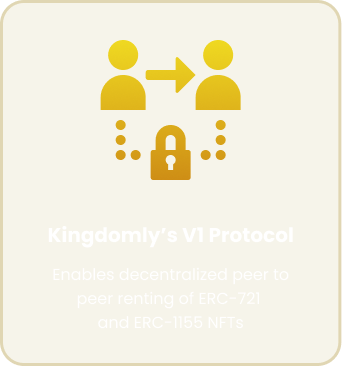 Kingdomly’s V1 Protocol
Enables decentralized peer to
peer renting of ERC-721
and ERC-1155 NFTs